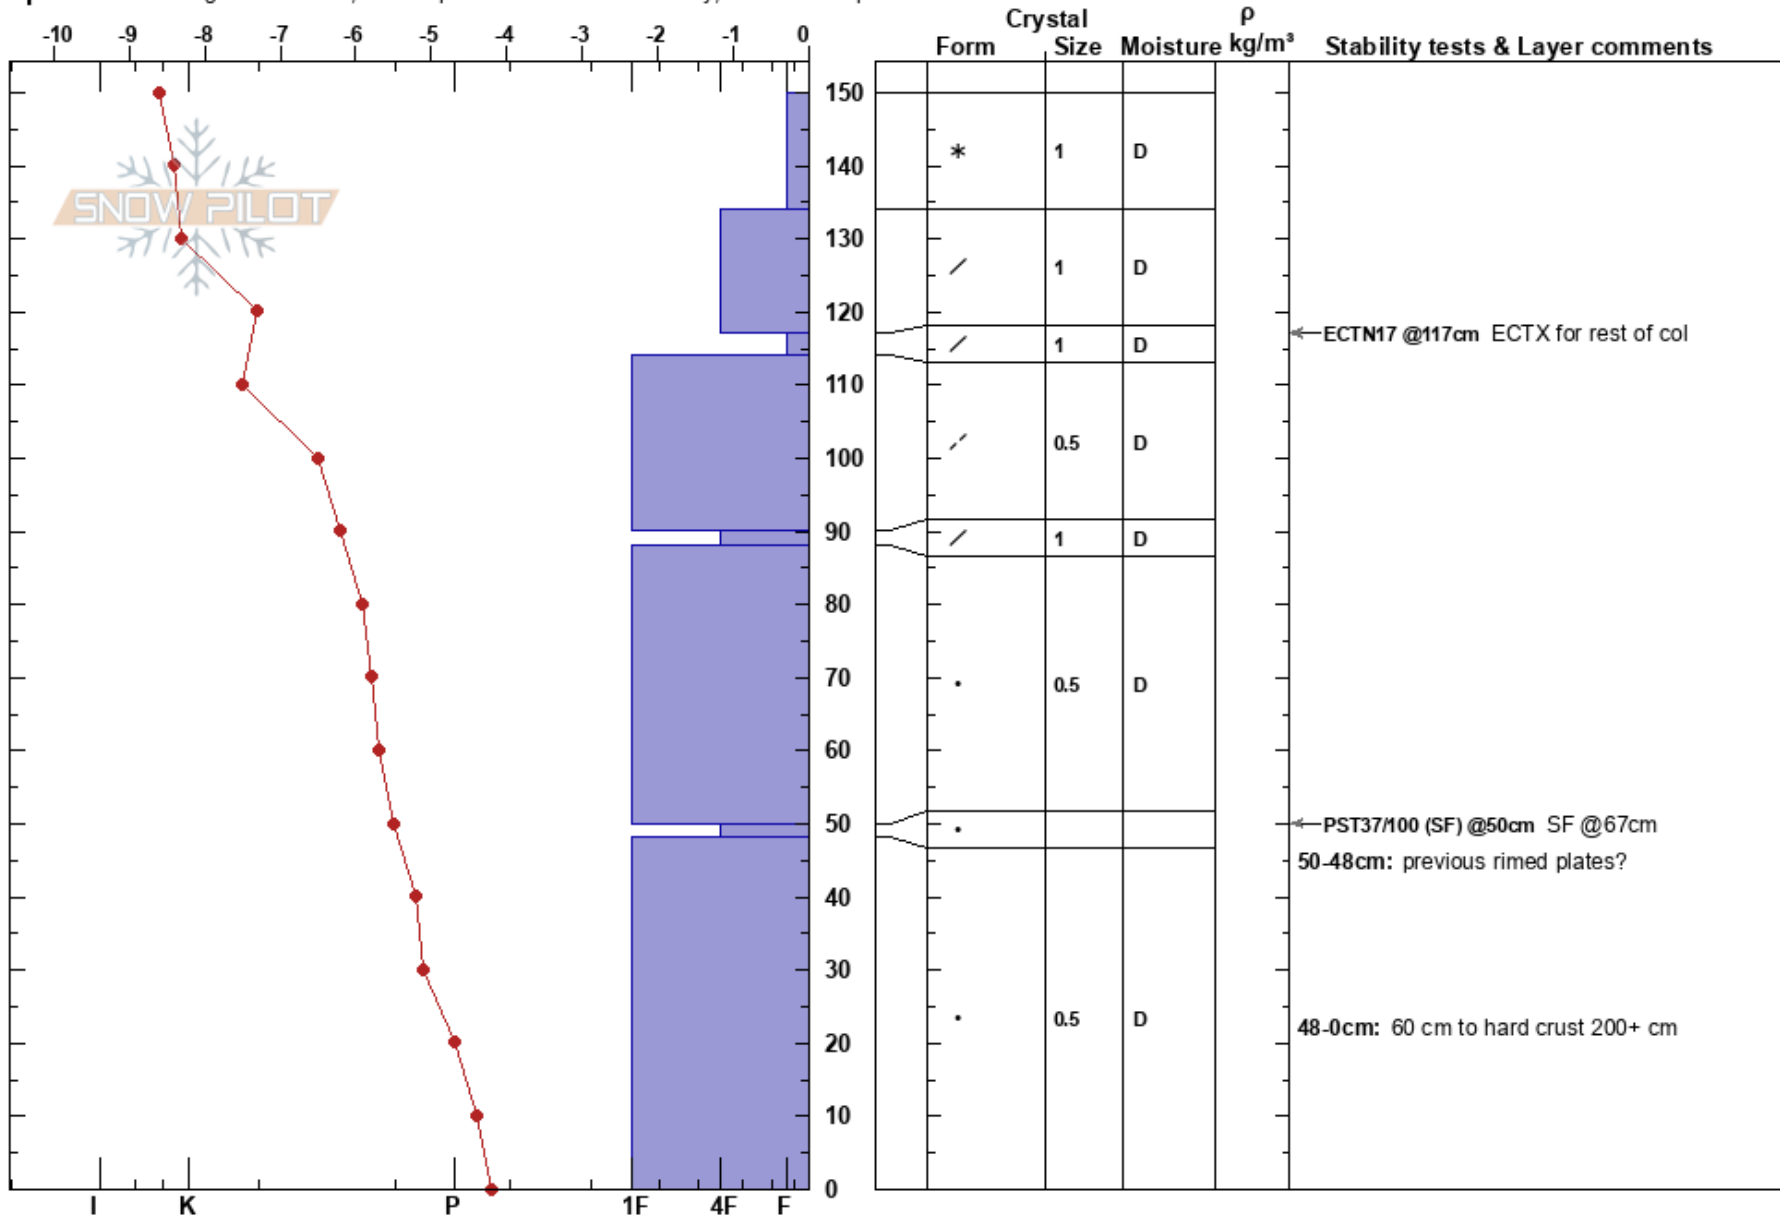 Crystal ρ
-10 -9 -8 -7 -6 -5 -4 -3 -2 -1 0 Form Size Moisture kg/m³ Stability tests & Layer comments
150
1 D
140
SNOW PILOT
130
1 D
120
ECTN17 @117cm ECTX for rest of col
1 D
110
0.5 D
100
90 1 D
80
70 0.5 D
60
50 PST37/100 (SF) @50cm SF @67cm
50-48cm: previous rimed plates?
40
30
0.5 D
48-0cm: 60 cm to hard crust 200+ cm
20
10
0
I K P 1F 4F F